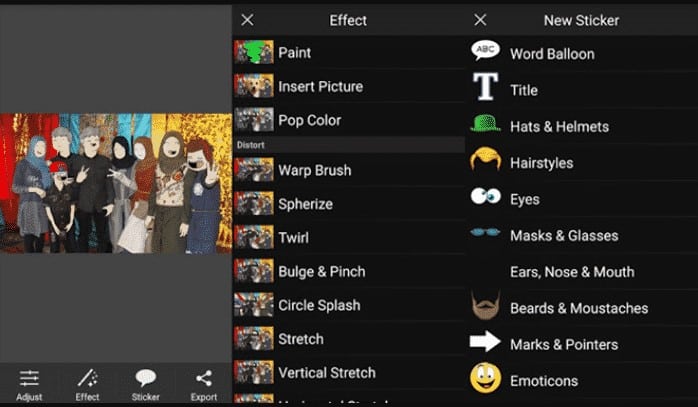 Adjust
Effect
Sticker
Export
Effect
Paint
Insert Picture
Pop Color
Distort
Warp Brush
Spherize
Twirl
Bulge & Pinch
Circle Splash
Stretch
Vertical Stretch
New Sticker
ABC
Word Balloon
T
Title
Hats & Helmets
Hairstyles
Eyes
Masks & Glasses
Ears, Nose & Mouth
Beards & Moustaches
Marks & Pointers
Emoticons